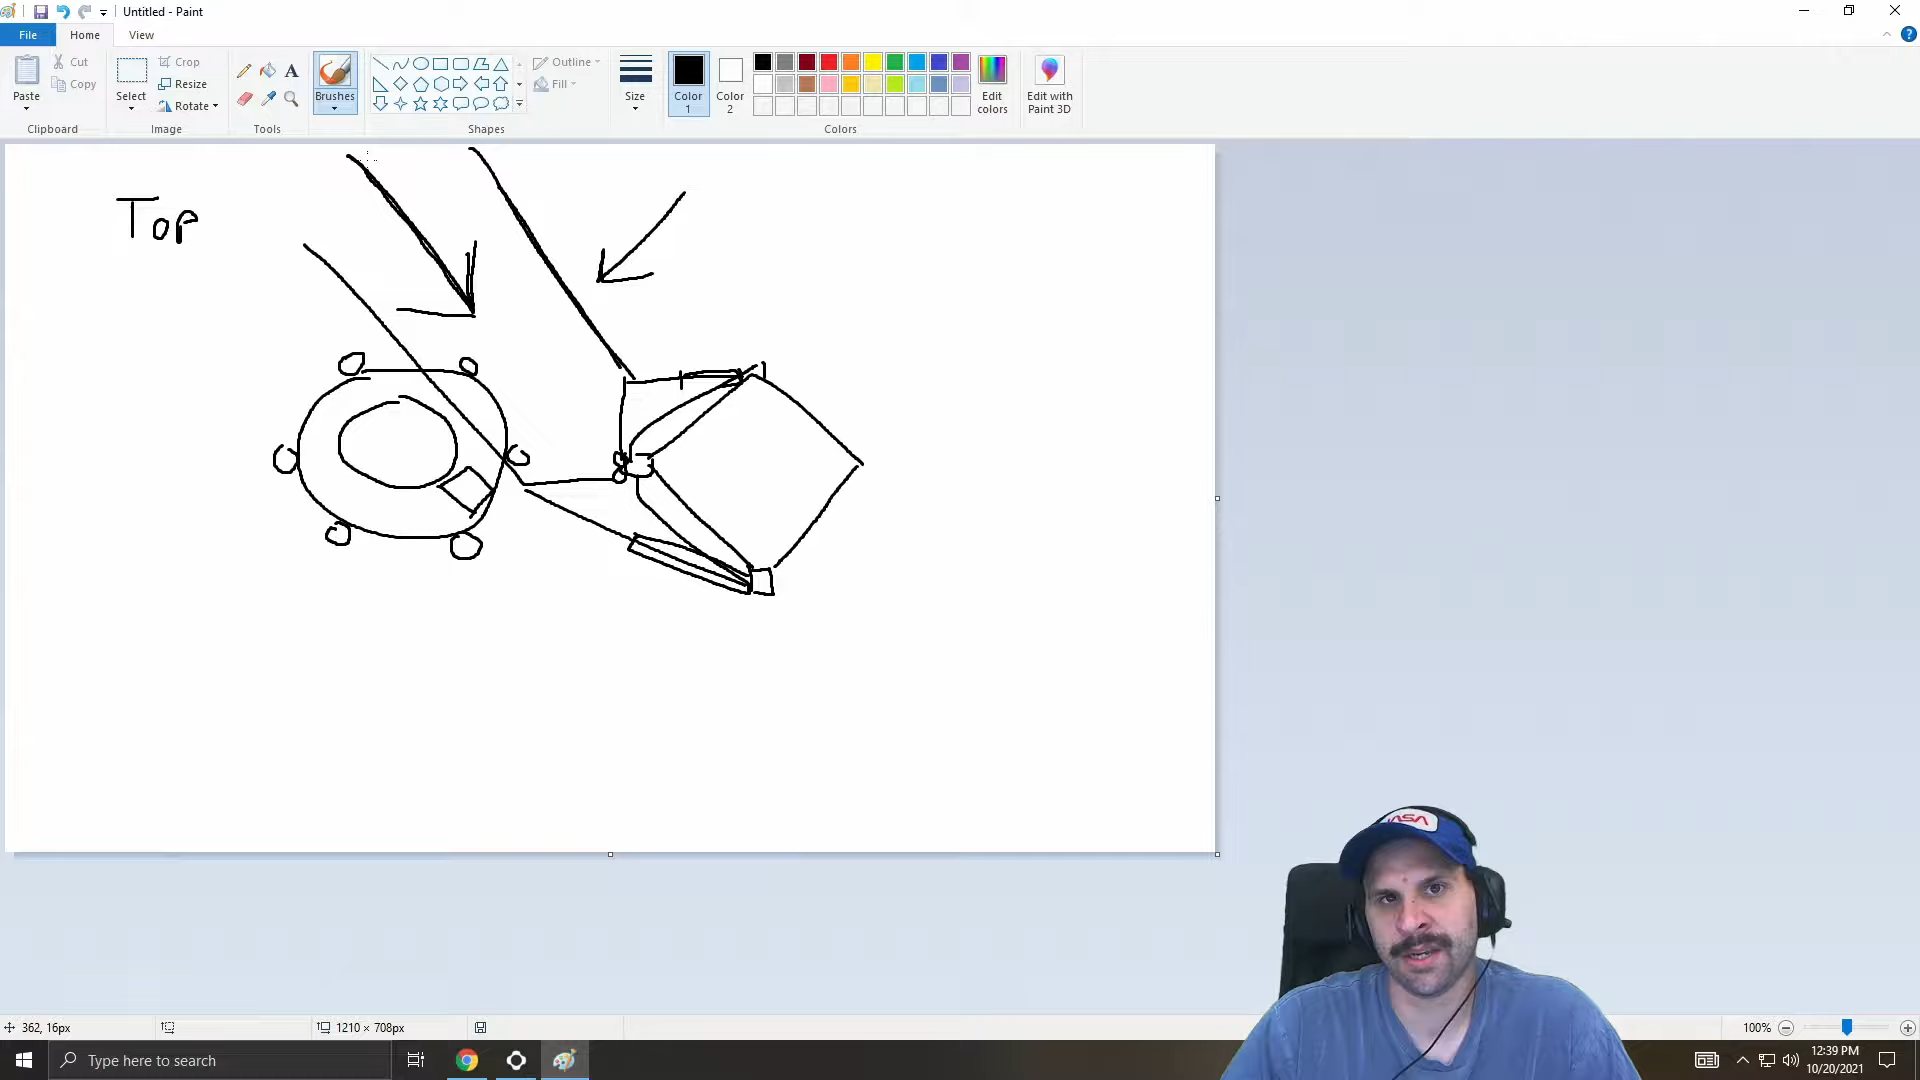 Untitled - Paint
File
Home
View
Paste
Cut
Copy
Clipboard
Select
Crop
Resize
Rotate
Image
Tools
Brushes
Shapes
Outline
Fill
Size
Color 1
Color 2
Colors
Edit colors
Edit with Paint 3D
Top
NASA
362, 16px
1210 × 708px
100%
Type here to search
12:39 PM
10/20/2021